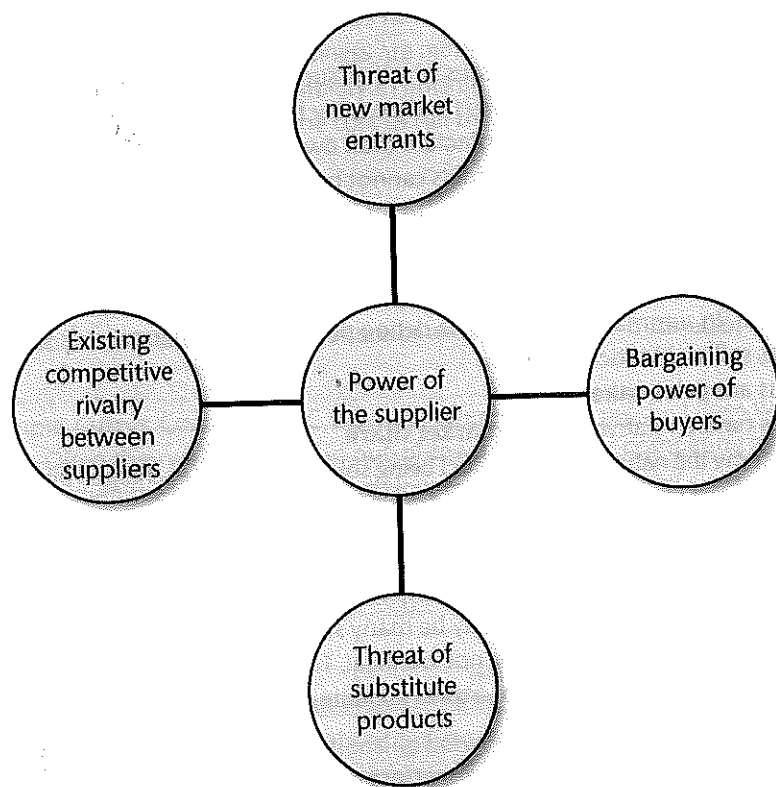 Threat of
new market
entrants
Existing
competitive
rivalry
between
suppliers
Power of
the supplier
Bargaining
power of
buyers
Threat of
substitute
products